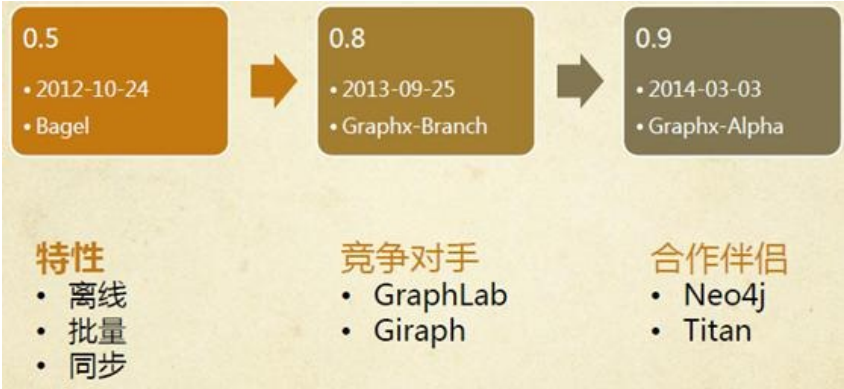 0.5
• 2012-10-24
• Bagel
0.8
• 2013-09-25
• Graphx-Branch
0.9
• 2014-03-03
• Graphx-Alpha
特性
• 离线
• 批量
• 同步
竞争对手
• GraphLab
• Giraph
合作伴侣
• Neo4j
• Titan